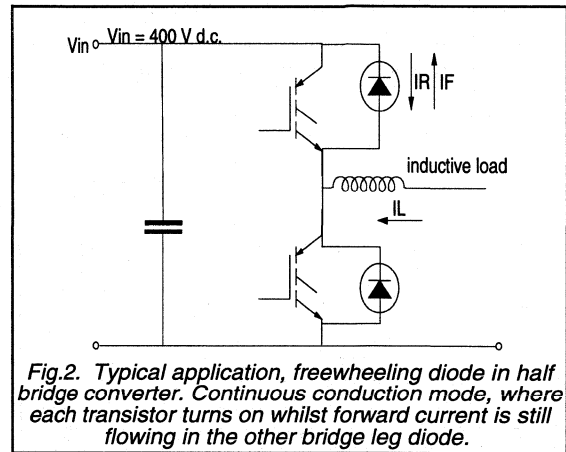 Vin Vin = 400 V d.c.
IR IF
inductive load
IL
Fig.2. Typical application, freewheeling diode in half
bridge converter. Continuous conduction mode, where
each transistor turns on whilst forward current is still
flowing in the other bridge leg diode.